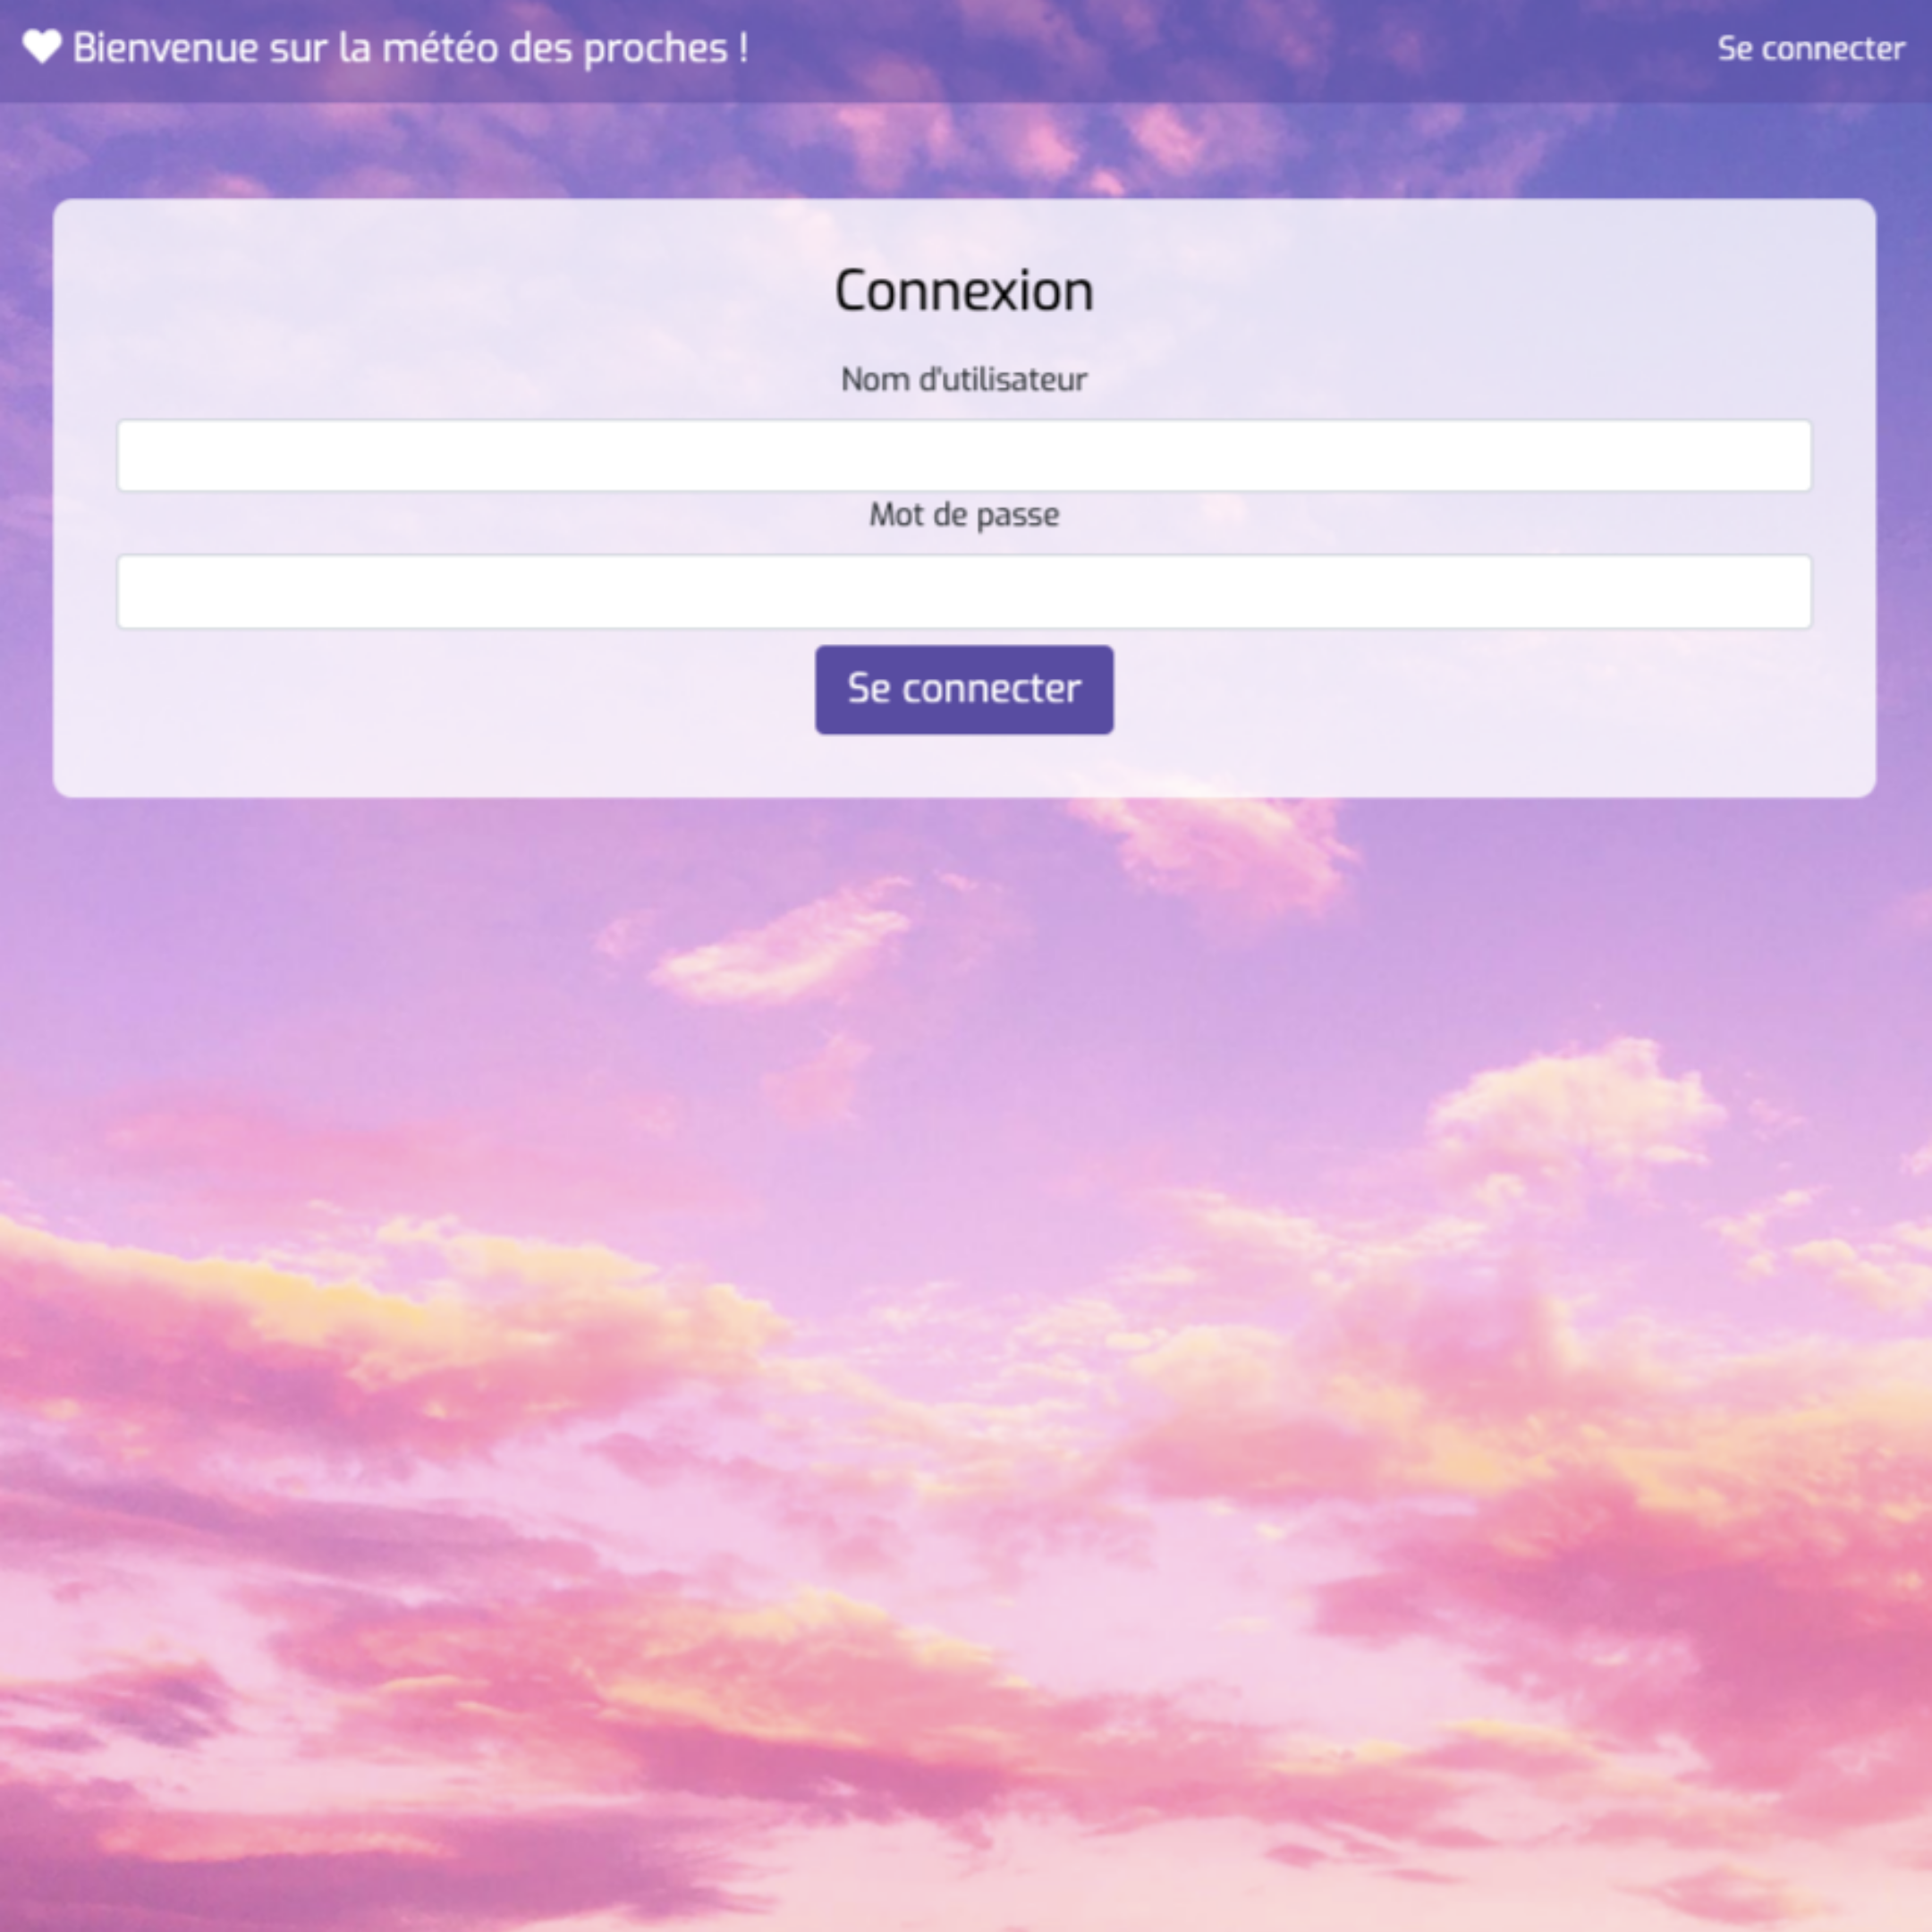 Bienvenue sur la météo des proches !
Se connecter
Connexion
Nom d'utilisateur
Mot de passe
Se connecter